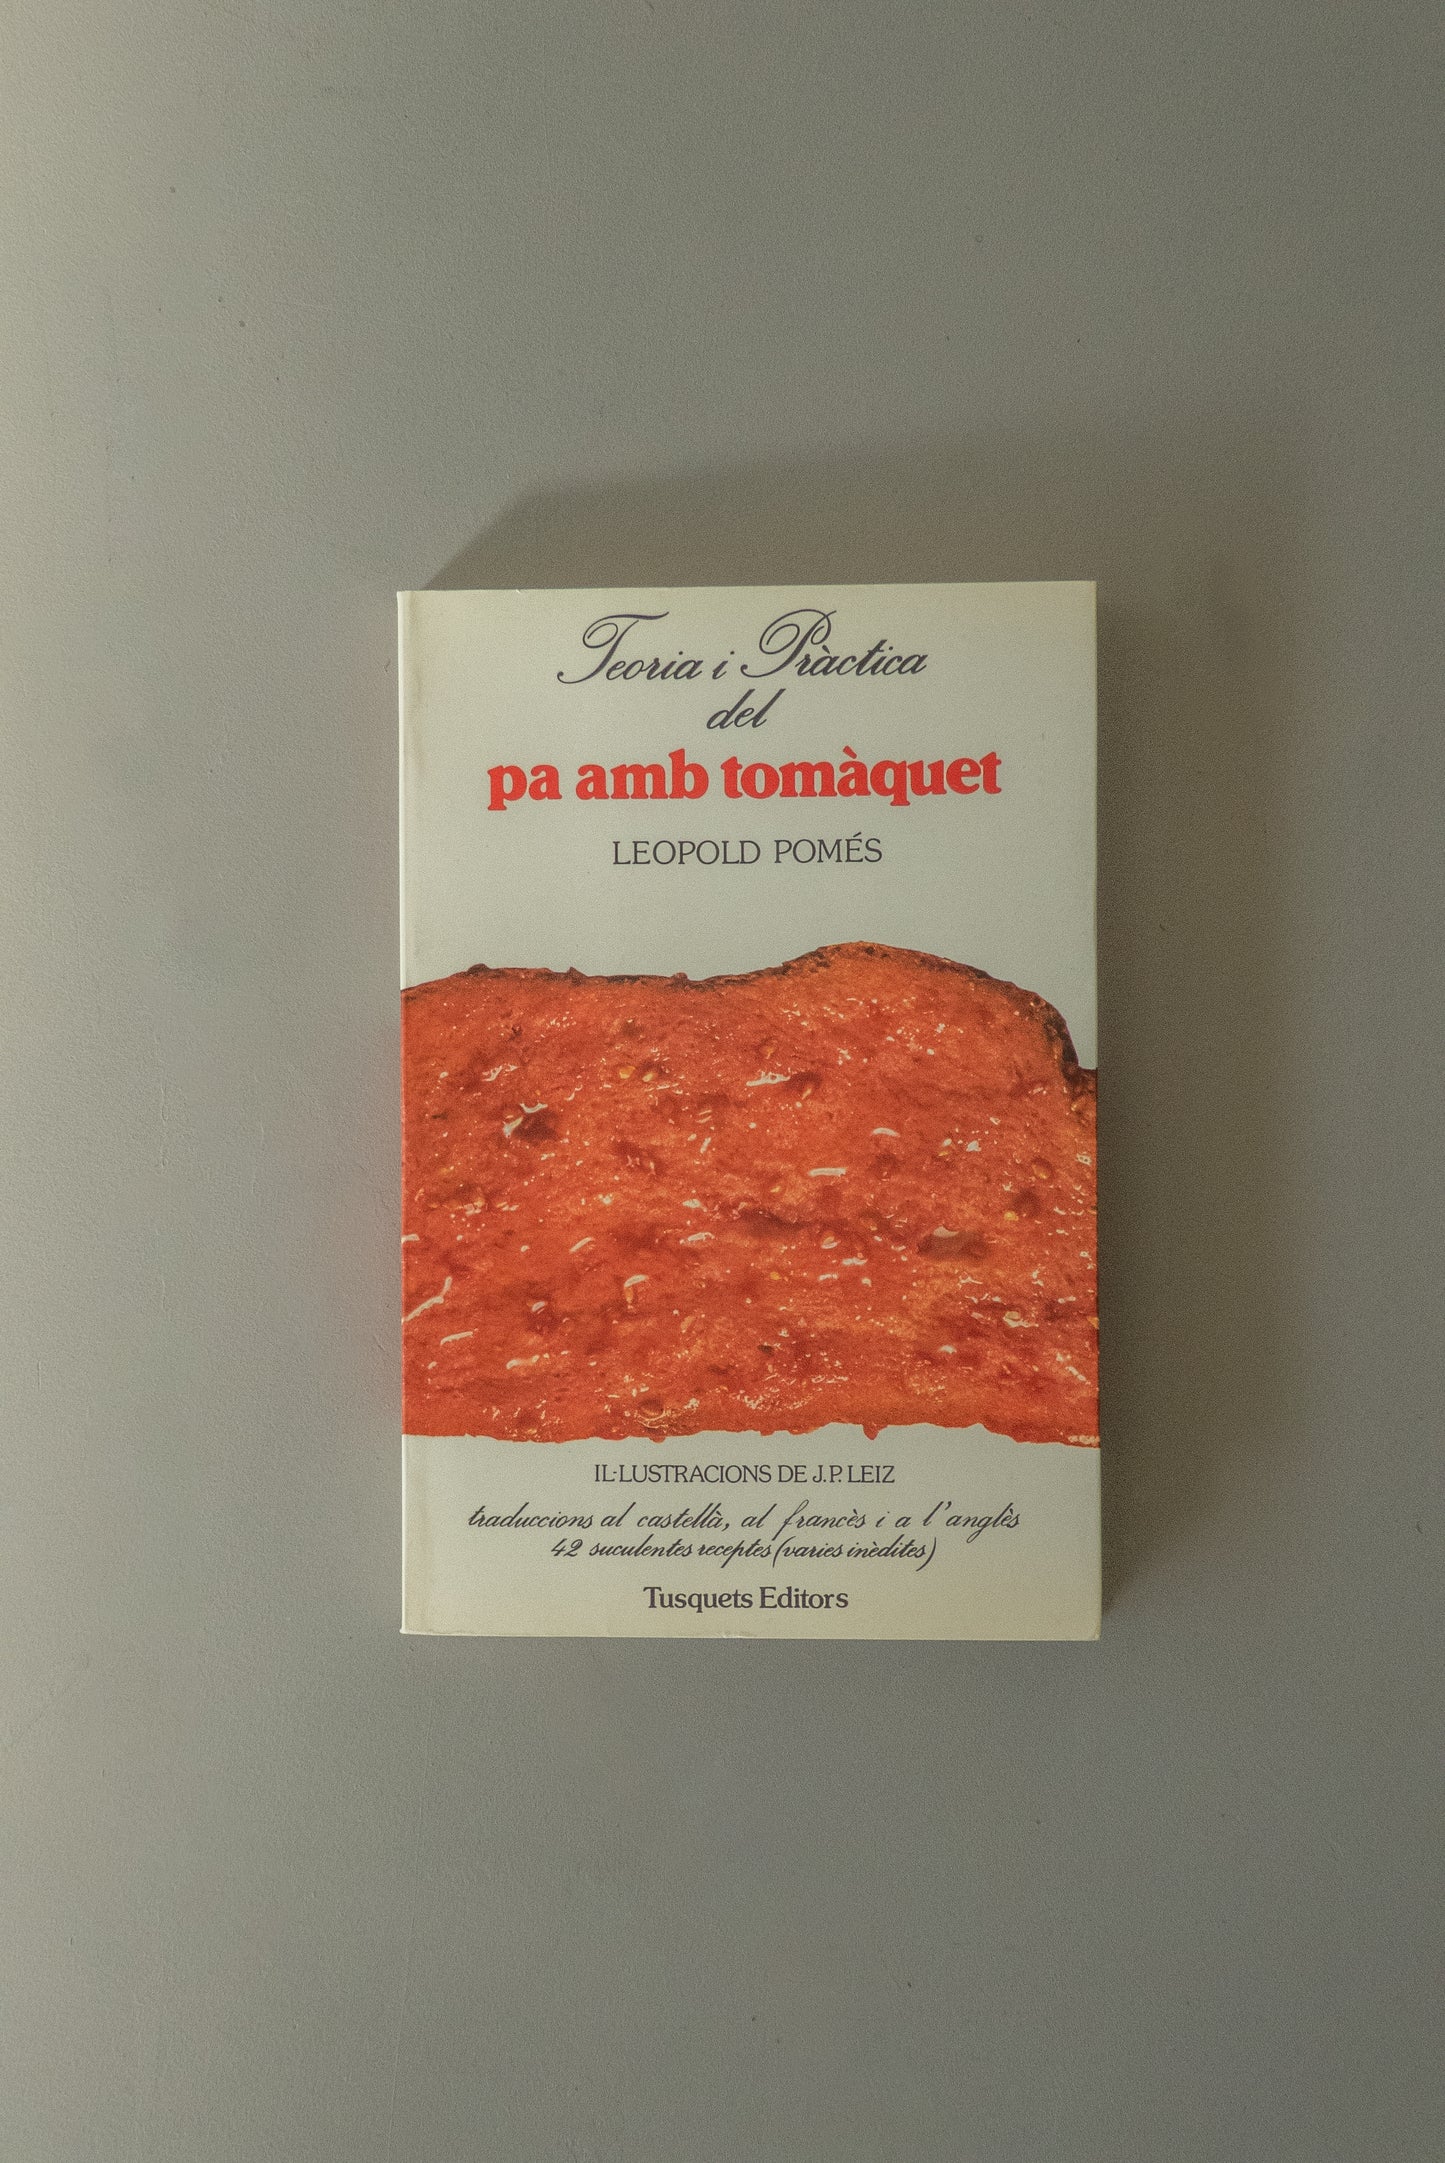 Teoria i Pràctica
del
pa amb tomàquet
LEOPOLD POMÉS
IL·LUSTRACIONS DE J.P. LEIZ
traduccions al castellà, al francès i a l'anglès
42 suculentes receptes (varies inèdites)
Tusquets Editors